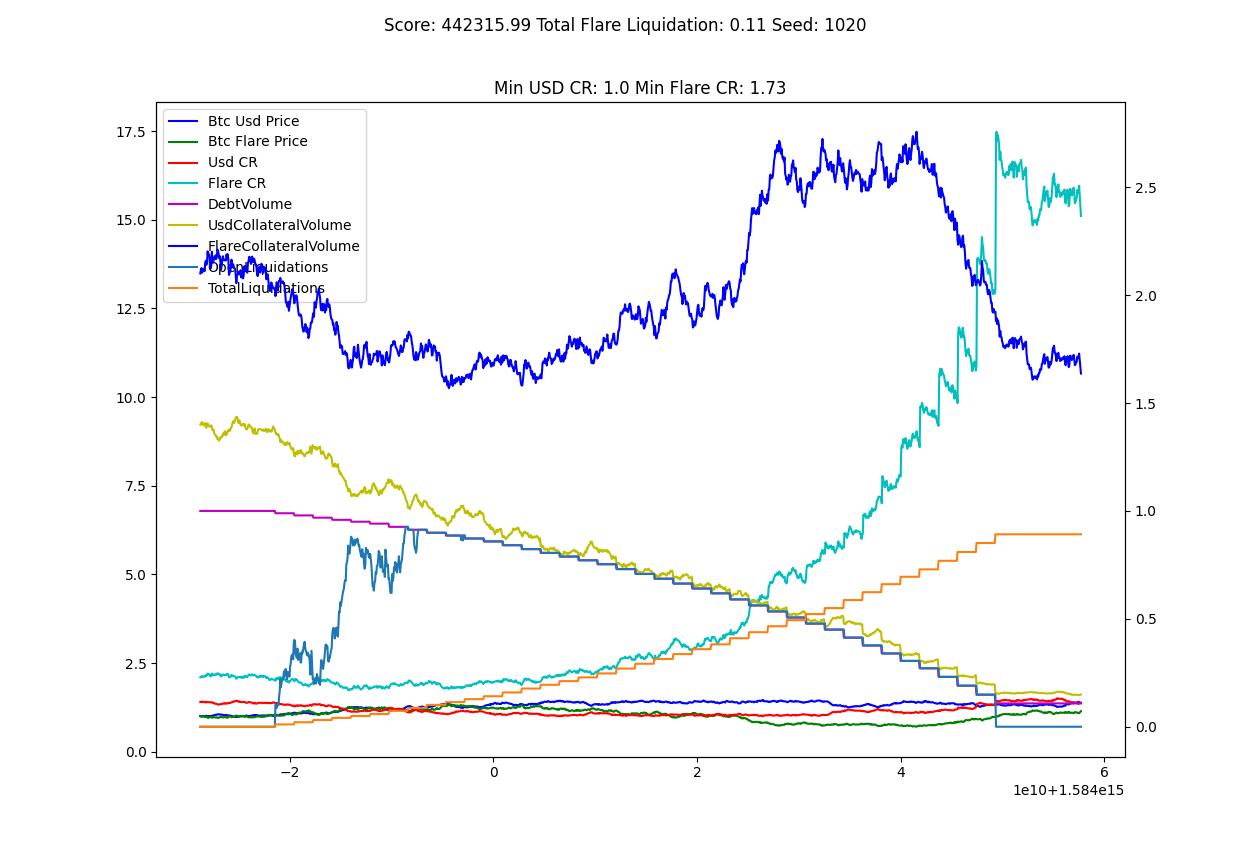 Score: 442315.99 Total Flare Liquidation: 0.11 Seed: 1020
Min USD CR: 1.0 Min Flare CR: 1.73
Btc Usd Price
Btc Flare Price
Usd CR
Flare CR
DebtVolume
UsdCollateralVolume
FlareCollateralVolume
OpenLiquidations
TotalLiquidations
17.5
15.0
12.5
10.0
7.5
5.0
2.5
0.0
2.5
2.0
1.5
1.0
0.5
0.0
−2
0
2
4
6
1e10+1.584e15